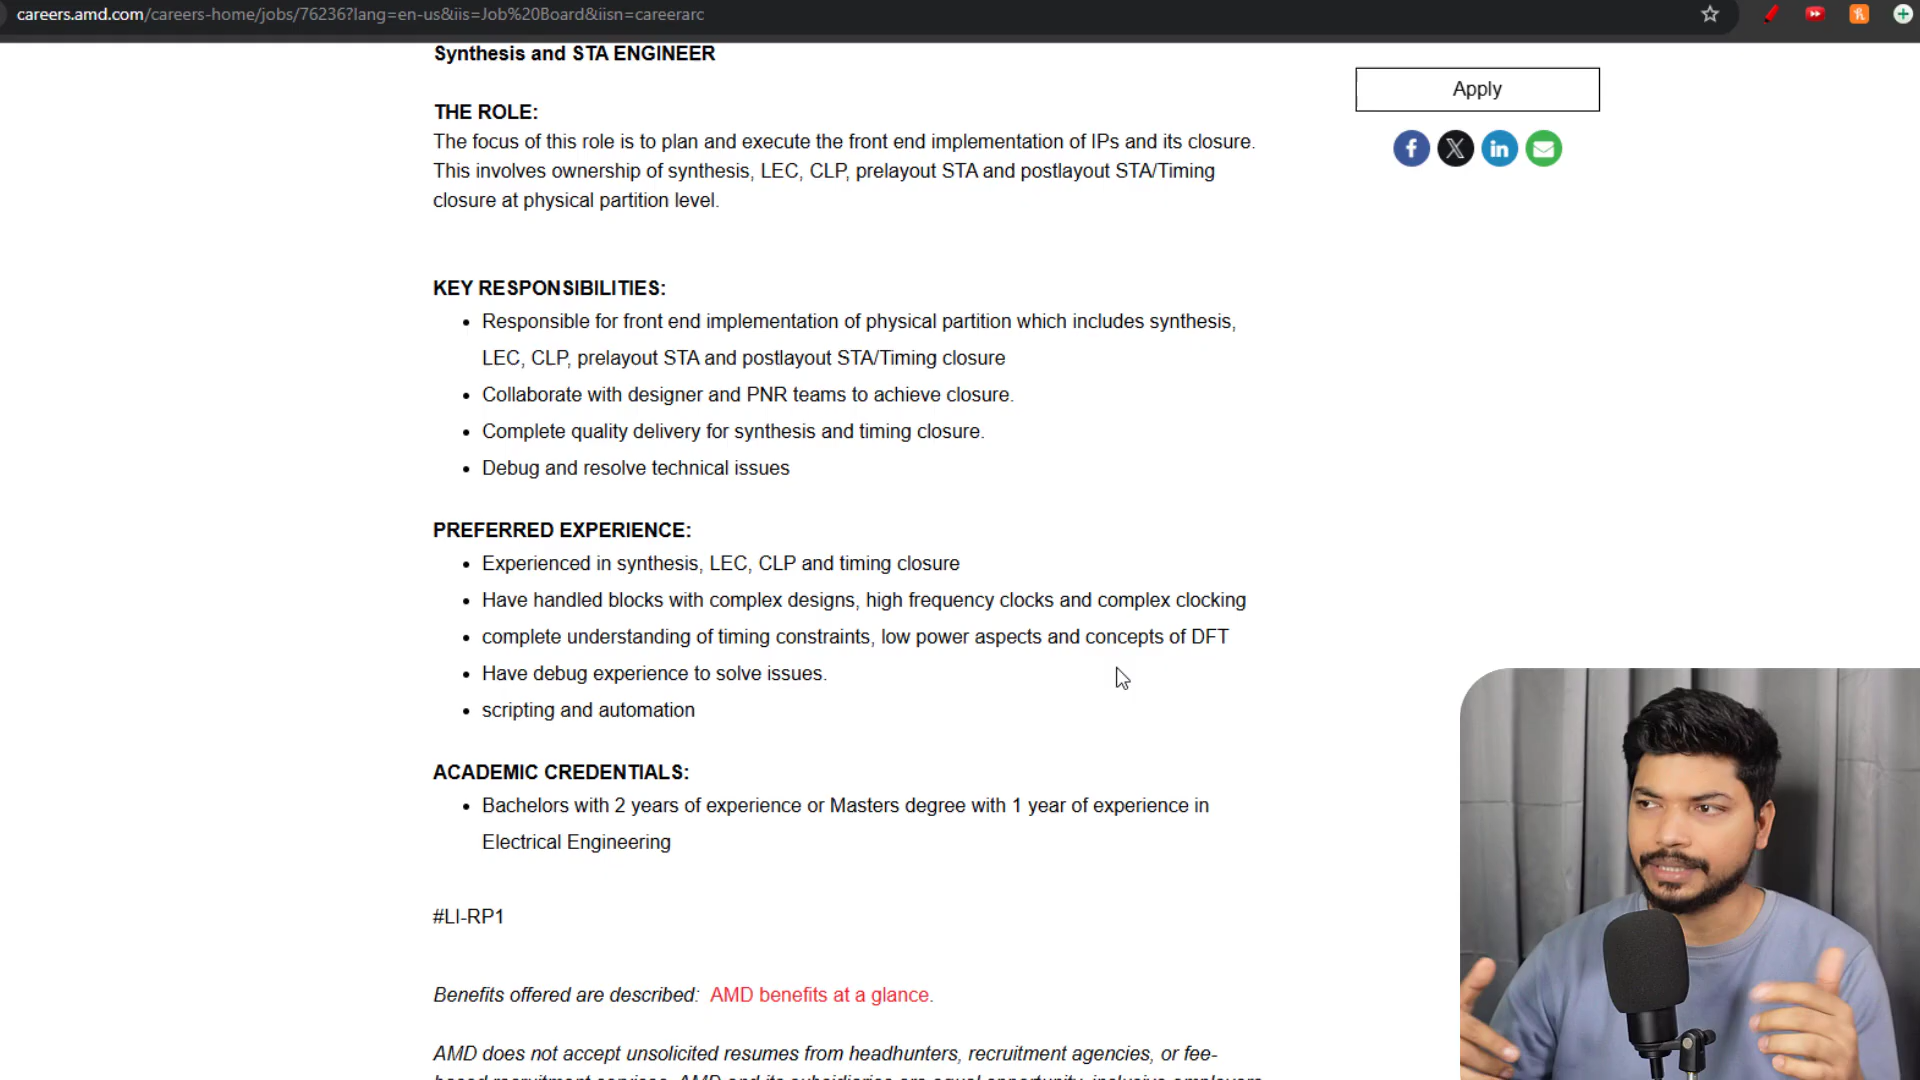 careers.amd.com/careers-home/jobs/76236?lang=en-us&iis=Job%20Board&iisn=careerarc
Synthesis and STA ENGINEER
Apply
THE ROLE:
The focus of this role is to plan and execute the front end implementation of IPs and its closure.
This involves ownership of synthesis, LEC, CLP, prelayout STA and postlayout STA/Timing
closure at physical partition level.
KEY RESPONSIBILITIES:
• Responsible for front end implementation of physical partition which includes synthesis,
LEC, CLP, prelayout STA and postlayout STA/Timing closure
• Collaborate with designer and PNR teams to achieve closure.
• Complete quality delivery for synthesis and timing closure.
• Debug and resolve technical issues
PREFERRED EXPERIENCE:
• Experienced in synthesis, LEC, CLP and timing closure
• Have handled blocks with complex designs, high frequency clocks and complex clocking
• complete understanding of timing constraints, low power aspects and concepts of DFT
• Have debug experience to solve issues.
• scripting and automation
ACADEMIC CREDENTIALS:
• Bachelors with 2 years of experience or Masters degree with 1 year of experience in
Electrical Engineering
#LI-RP1
Benefits offered are described: AMD benefits at a glance.
AMD does not accept unsolicited resumes from headhunters, recruitment agencies, or fee-
based recruitment services. AMD and its subsidiaries are equal opportunity, inclusive employers